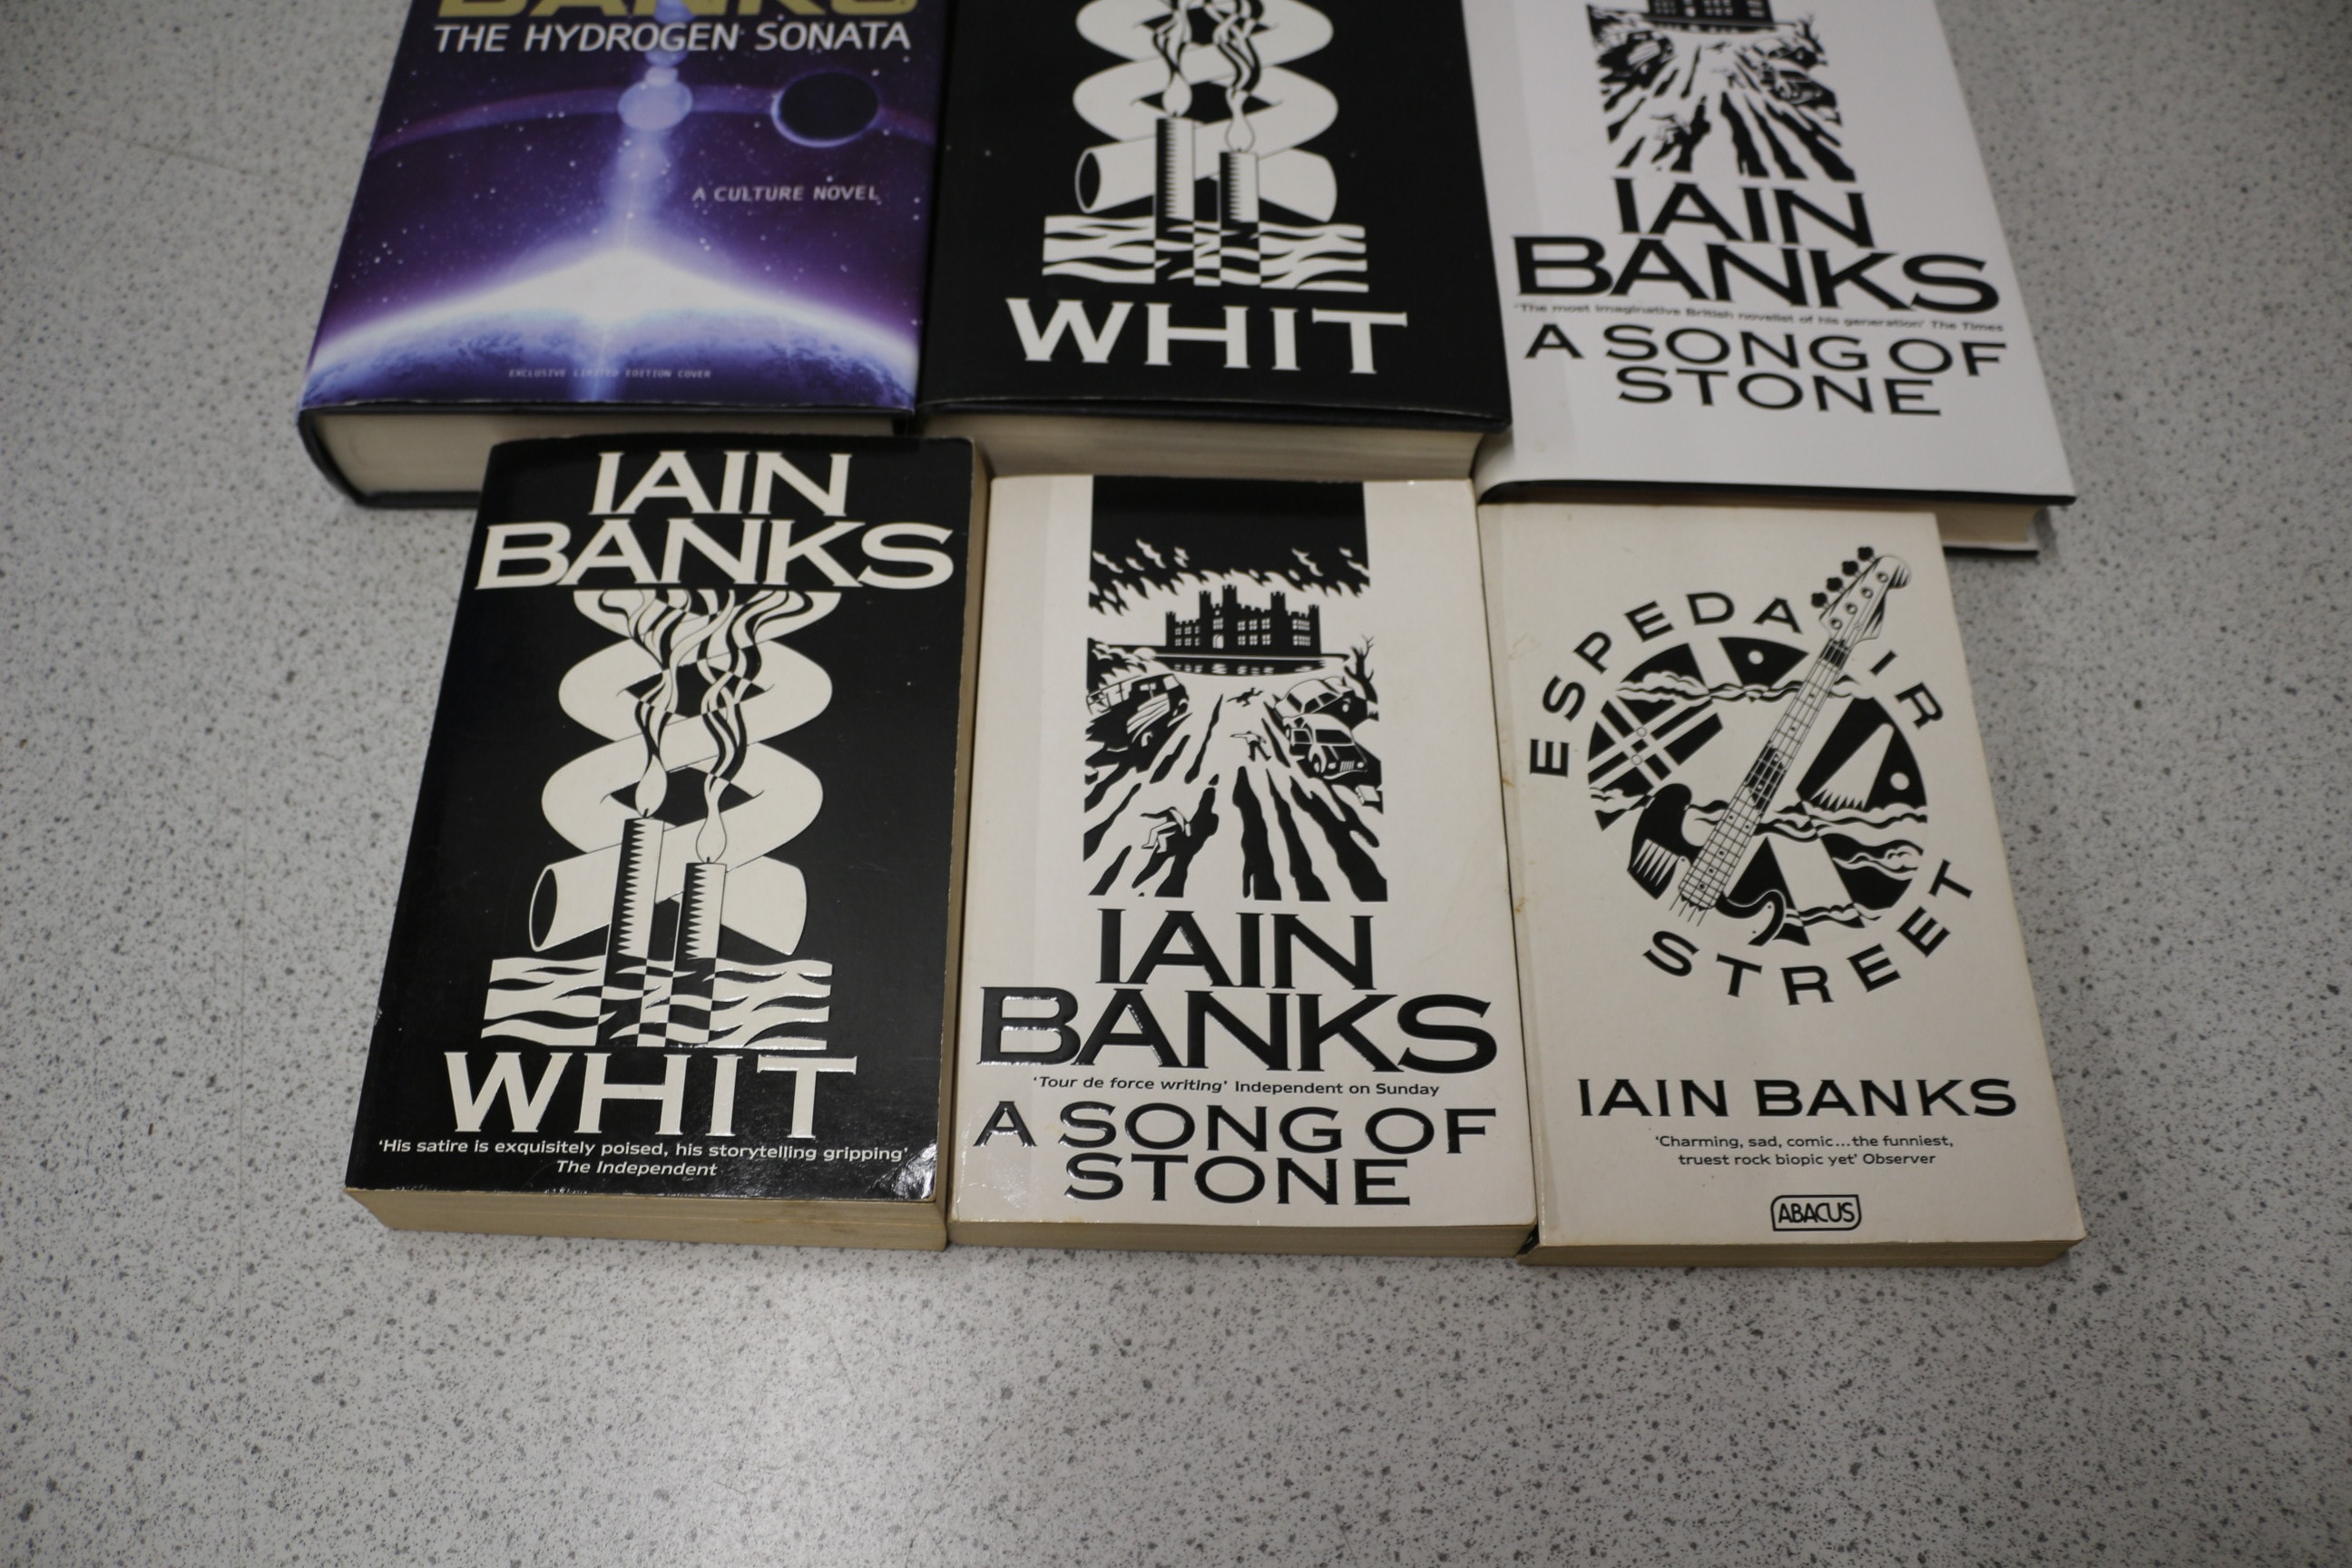 BANKS
THE HYDROGEN SONATA
A CULTURE NOVEL
EXCLUSIVE LIMITED EDITION COVER
WHIT
IAIN
BANKS
'The most imaginative British novelist of his generation' The Times
A SONG OF
STONE
IAIN
BANKS
WHIT
'His satire is exquisitely poised, his storytelling gripping'
The Independent
IAIN
BANKS
'Tour de force writing' Independent on Sunday
A SONG OF
STONE
ESPEDAIR
STREET
IAIN BANKS
'Charming, sad, comic...the funniest,
truest rock biopic yet' Observer
ABACUS